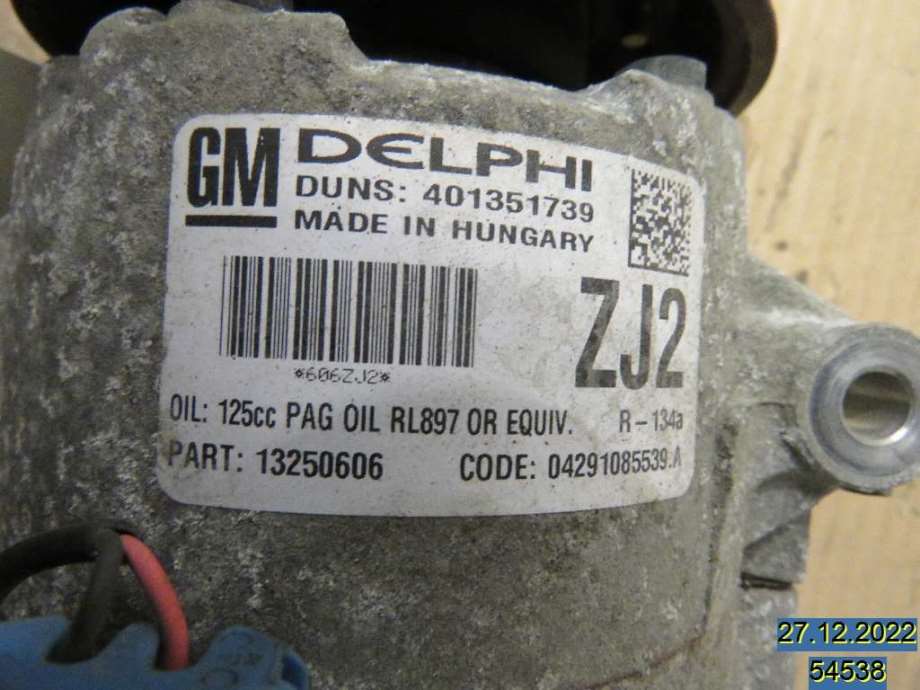 GM DELPHI
DUNS: 401351739
MADE IN HUNGARY
ZJ2
*606ZJ2*
OIL: 125cc PAG OIL RL897 OR EQUIV. R-134a
PART: 13250606 CODE: 04291085539.A
27.12.2022
54538